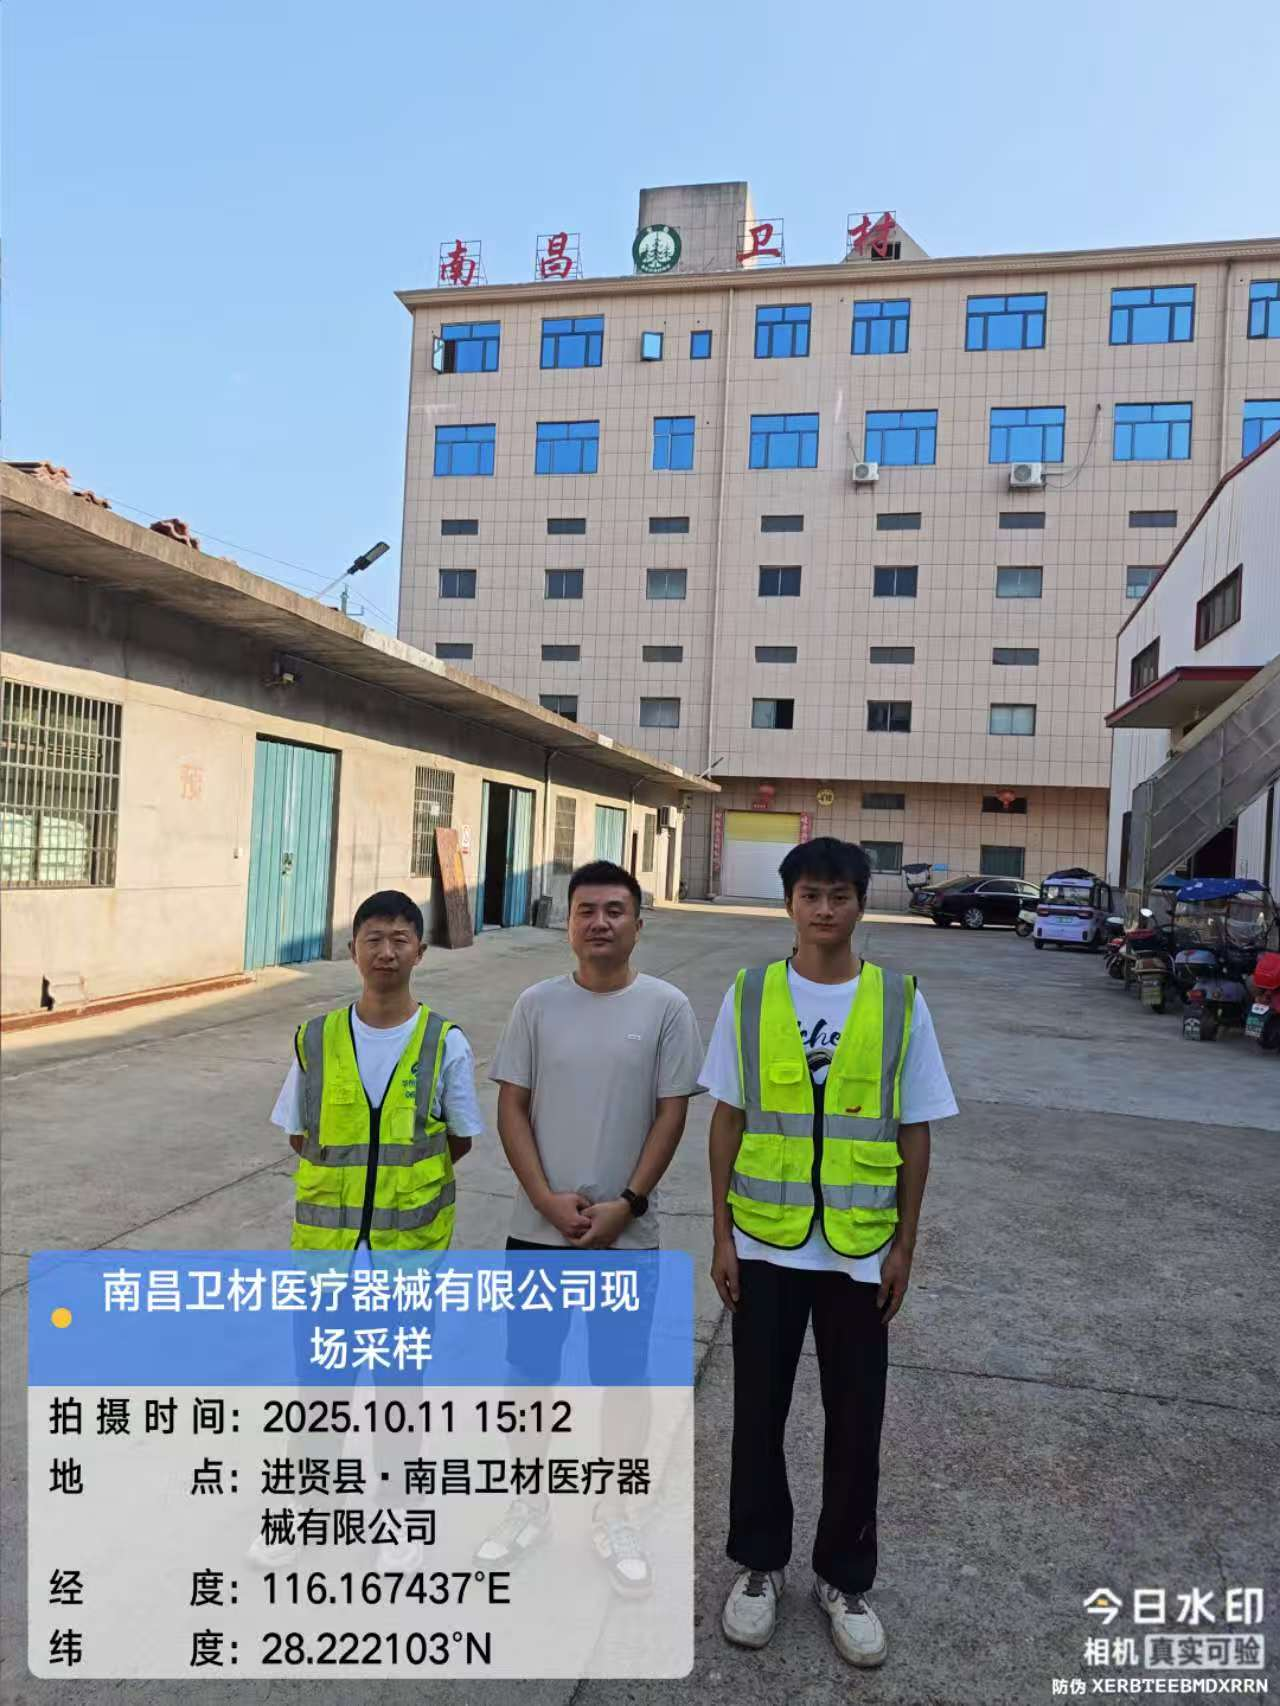 南昌卫材
预
che
南昌卫材医疗器械有限公司现
场采样
拍摄时间：2025.10.11 15:12
地点：进贤县·南昌卫材医疗器
械有限公司
经度：116.167437°E
纬度：28.222103°N
今日水印
相机 真实可验
防伪 XERBTEEBMDXRRN